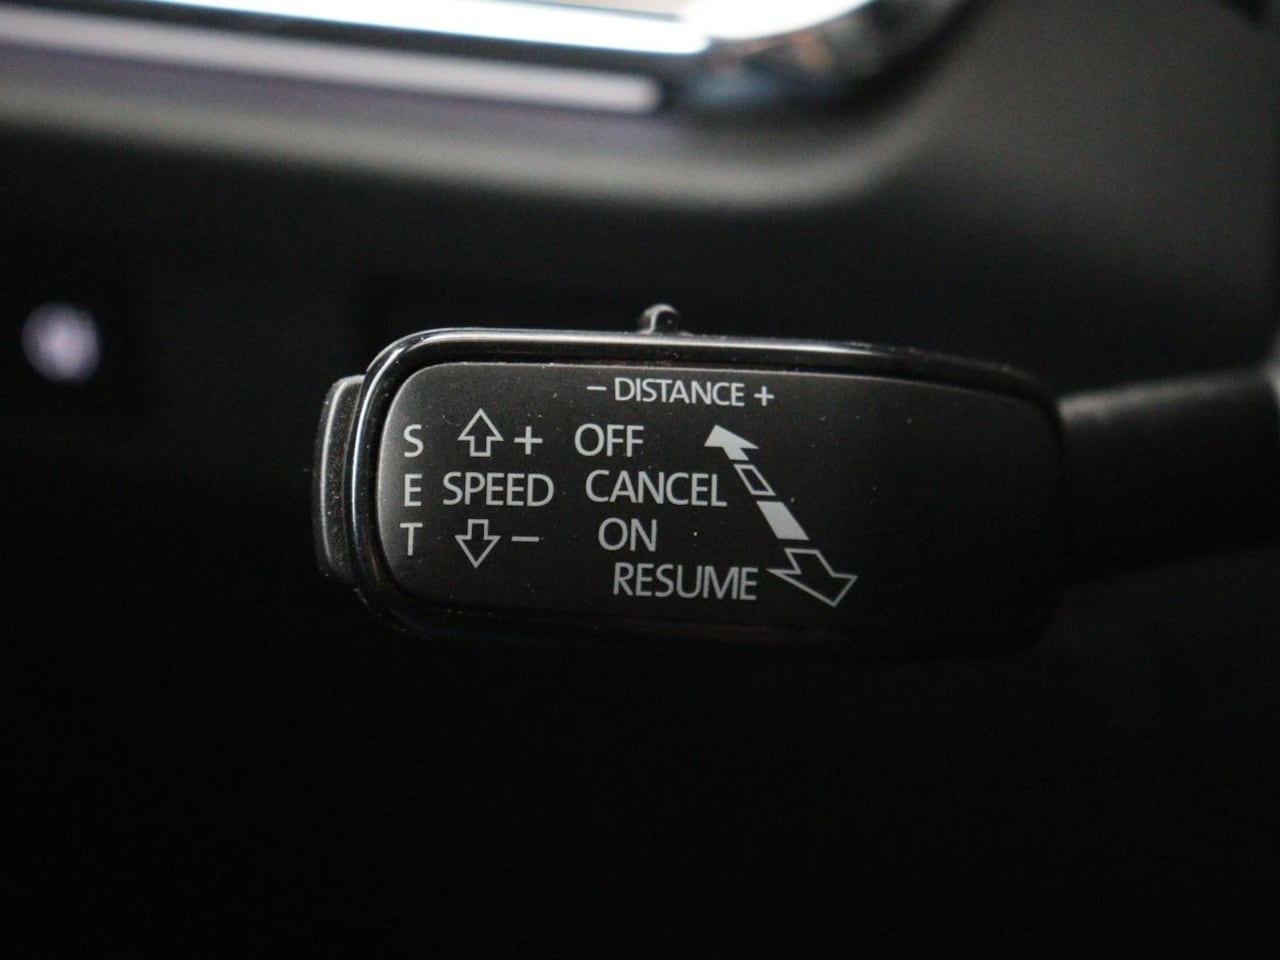 – DISTANCE +
S + OFF
E SPEED CANCEL
T – ON
RESUME